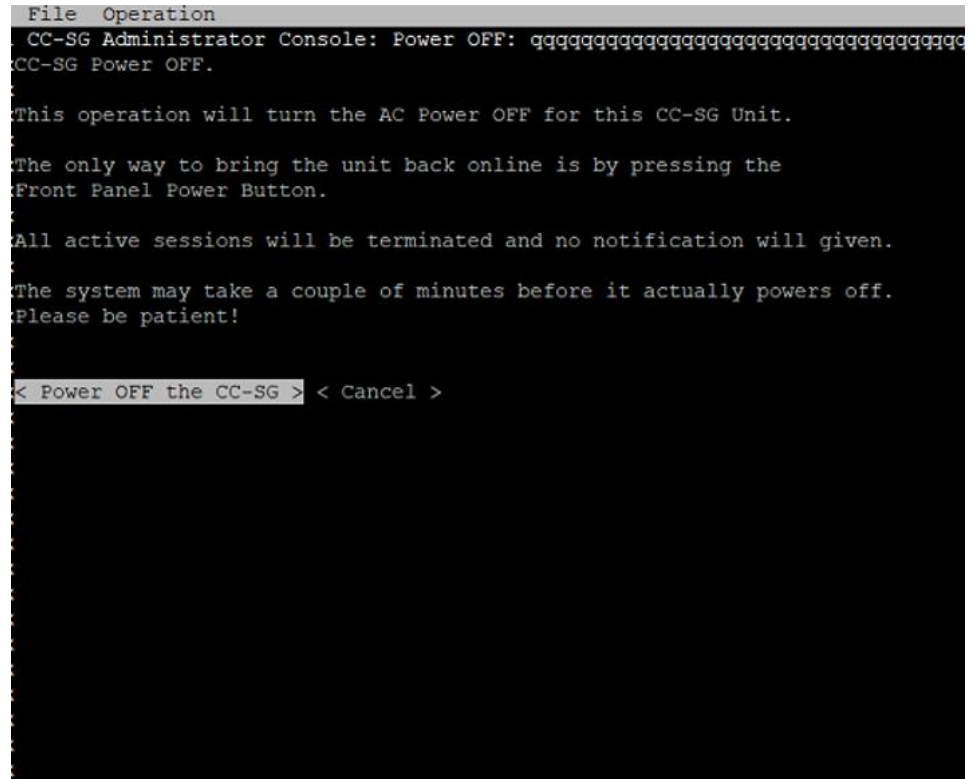 File Operation
CC-SG Administrator Console: Power OFF: qqqqqqqqqqqqqqqqqqqqqqqqqqqqqqqqqqq
CC-SG Power OFF.
This operation will turn the AC Power OFF for this CC-SG Unit.
The only way to bring the unit back online is by pressing the
Front Panel Power Button.
All active sessions will be terminated and no notification will given.
The system may take a couple of minutes before it actually powers off.
Please be patient!
< Power OFF the CC-SG > < Cancel >